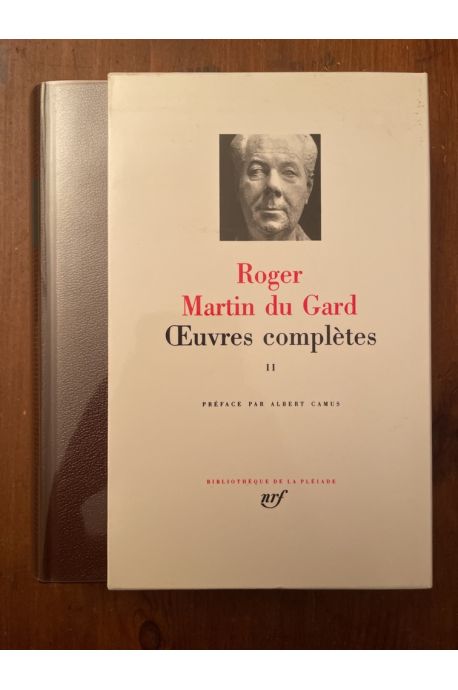 Roger
Martin du Gard
Œuvres complètes
II
PRÉFACE PAR ALBERT CAMUS
BIBLIOTHÈQUE DE LA PLÉIADE
nrf